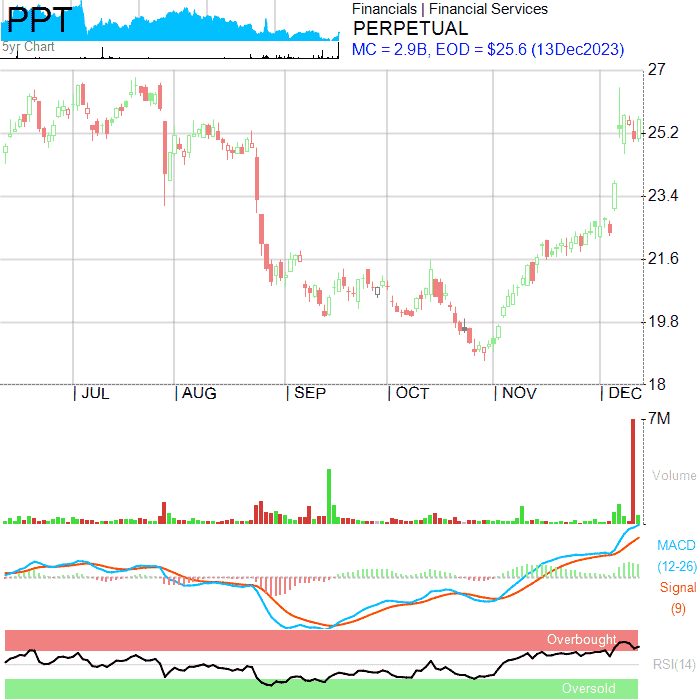 PPT
5yr Chart
Financials | Financial Services
PERPETUAL
MC = 2.9B, EOD = $25.6 (13Dec2023)
27
25.2
23.4
21.6
19.8
18
| JUL | AUG | SEP | OCT | NOV | DEC
7M
Volume
MACD
(12-26)
Signal
(9)
Overbought
RSI(14)
Oversold